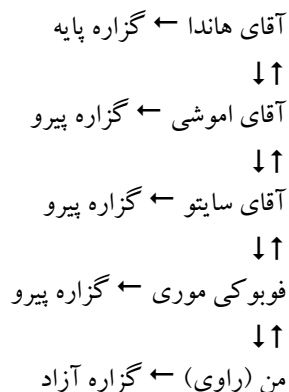 آقای هاندا ← گزاره پایه
↓↑
آقای اموشی ← گزاره پیرو
↓↑
آقای سایتو ← گزاره پیرو
↓↑
فوبوکی موری ← گزاره پیرو
↓↑
من (راوی) ← گزاره آزاد